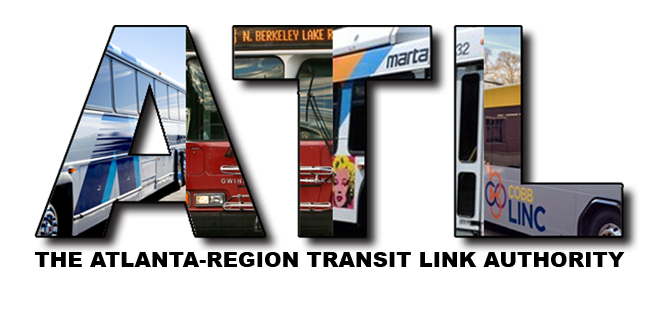 ATL
N. BERKELEY LAKE R
marta
32
GWIN
COBB
LINC
THE ATLANTA-REGION TRANSIT LINK AUTHORITY